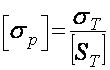 [σ_p] = σ_T / [S_T]